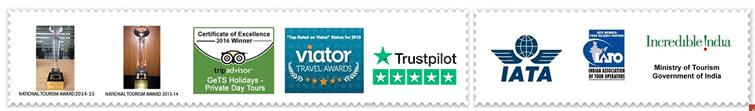 NATIONAL TOURISM AWARD 2014-15
NATIONAL TOURISM AWARD 2013-14
Certificate of Excellence
2016 Winner
tripadvisor
GeTS Holidays -
Private Day Tours
"Top Rated on Viator" Status for 2015
viator
TRAVEL AWARDS
Trustpilot
IATA
IATO
INDIAN ASSOCIATION
OF TOUR OPERATORS
Incredible India
Ministry of Tourism
Government of India